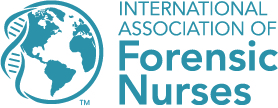 INTERNATIONAL
ASSOCIATION OF
Forensic
Nurses
TM